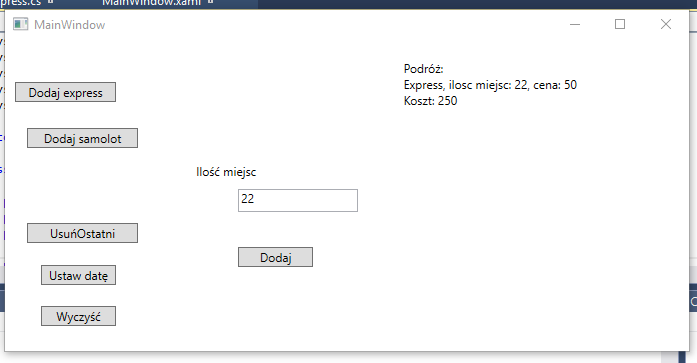 press.cs
MainWindow.xaml
MainWindow
Podróż:
Express, ilosc miejsc: 22, cena: 50
Koszt: 250
Dodaj express
Dodaj samolot
Ilość miejsc
22
UsuńOstatni
Dodaj
Ustaw datę
Wyczyść